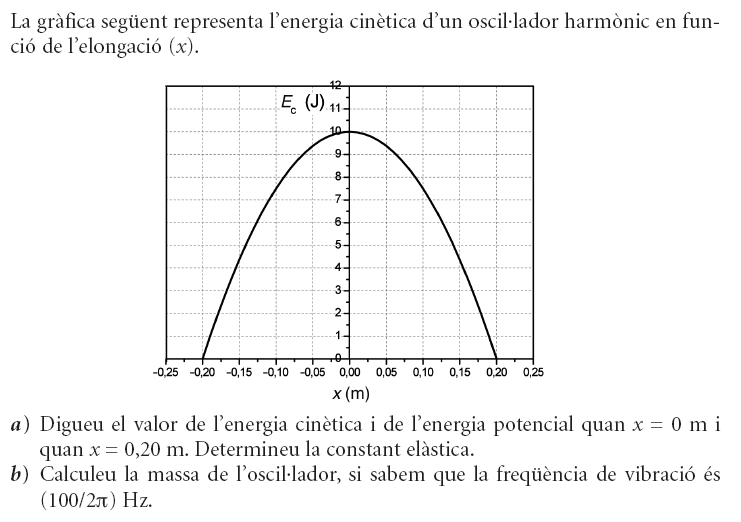 La gràfica següent representa l'energia cinètica d'un oscil·lador harmònic en fun-
ció de l'elongació (x).
12
E_c (J) 11
10
9
8
7
6
5
4
3
2
1
0
-0,25 -0,20 -0,15 -0,10 -0,05 0,00 0,05 0,10 0,15 0,20 0,25
x (m)
a) Digueu el valor de l'energia cinètica i de l'energia potencial quan x = 0 m i
quan x = 0,20 m. Determineu la constant elàstica.
b) Calculeu la massa de l'oscil·lador, si sabem que la freqüència de vibració és
(100/2π) Hz.